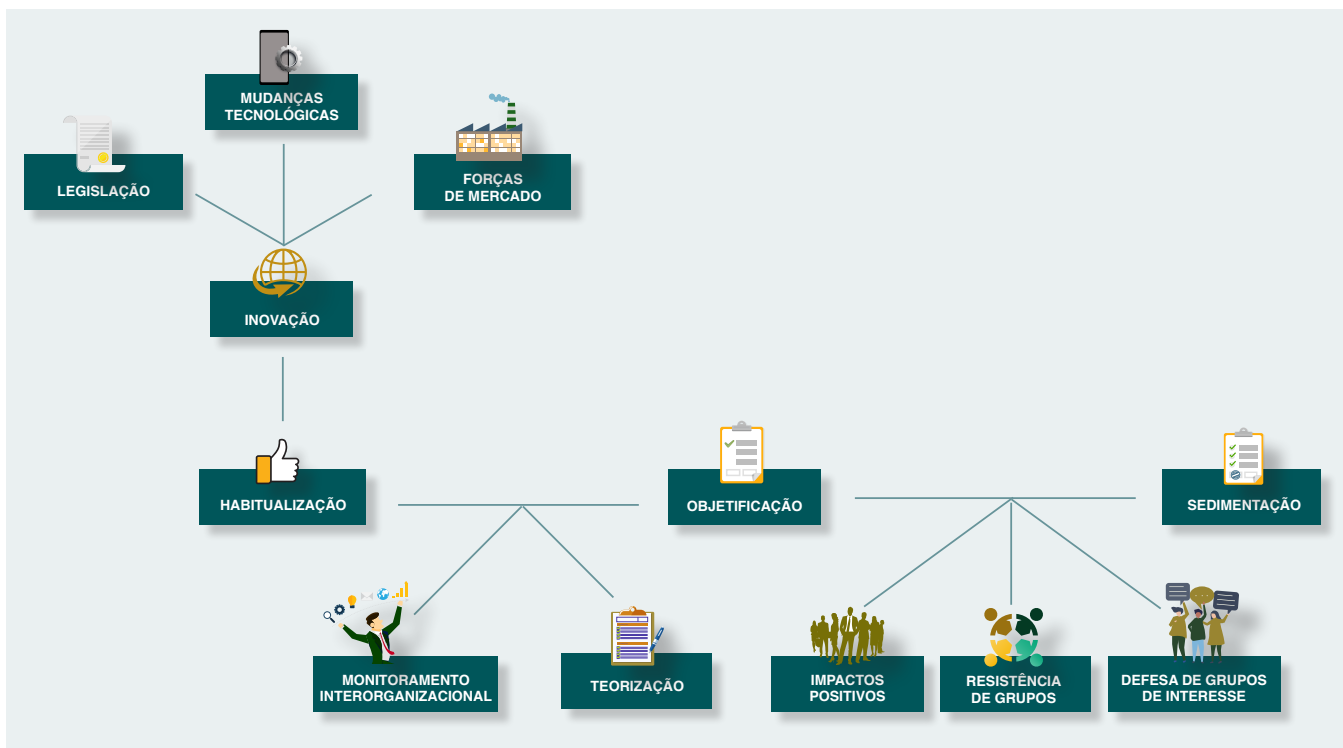 MUDANÇAS
TECNOLÓGICAS
LEGISLAÇÃO
FORÇAS
DE MERCADO
INOVAÇÃO
HABITUALIZAÇÃO
OBJETIFICAÇÃO
SEDIMENTAÇÃO
MONITORAMENTO
INTERORGANIZACIONAL
TEORIZAÇÃO
IMPACTOS
POSITIVOS
RESISTÊNCIA
DE GRUPOS
DEFESA DE GRUPOS
DE INTERESSE